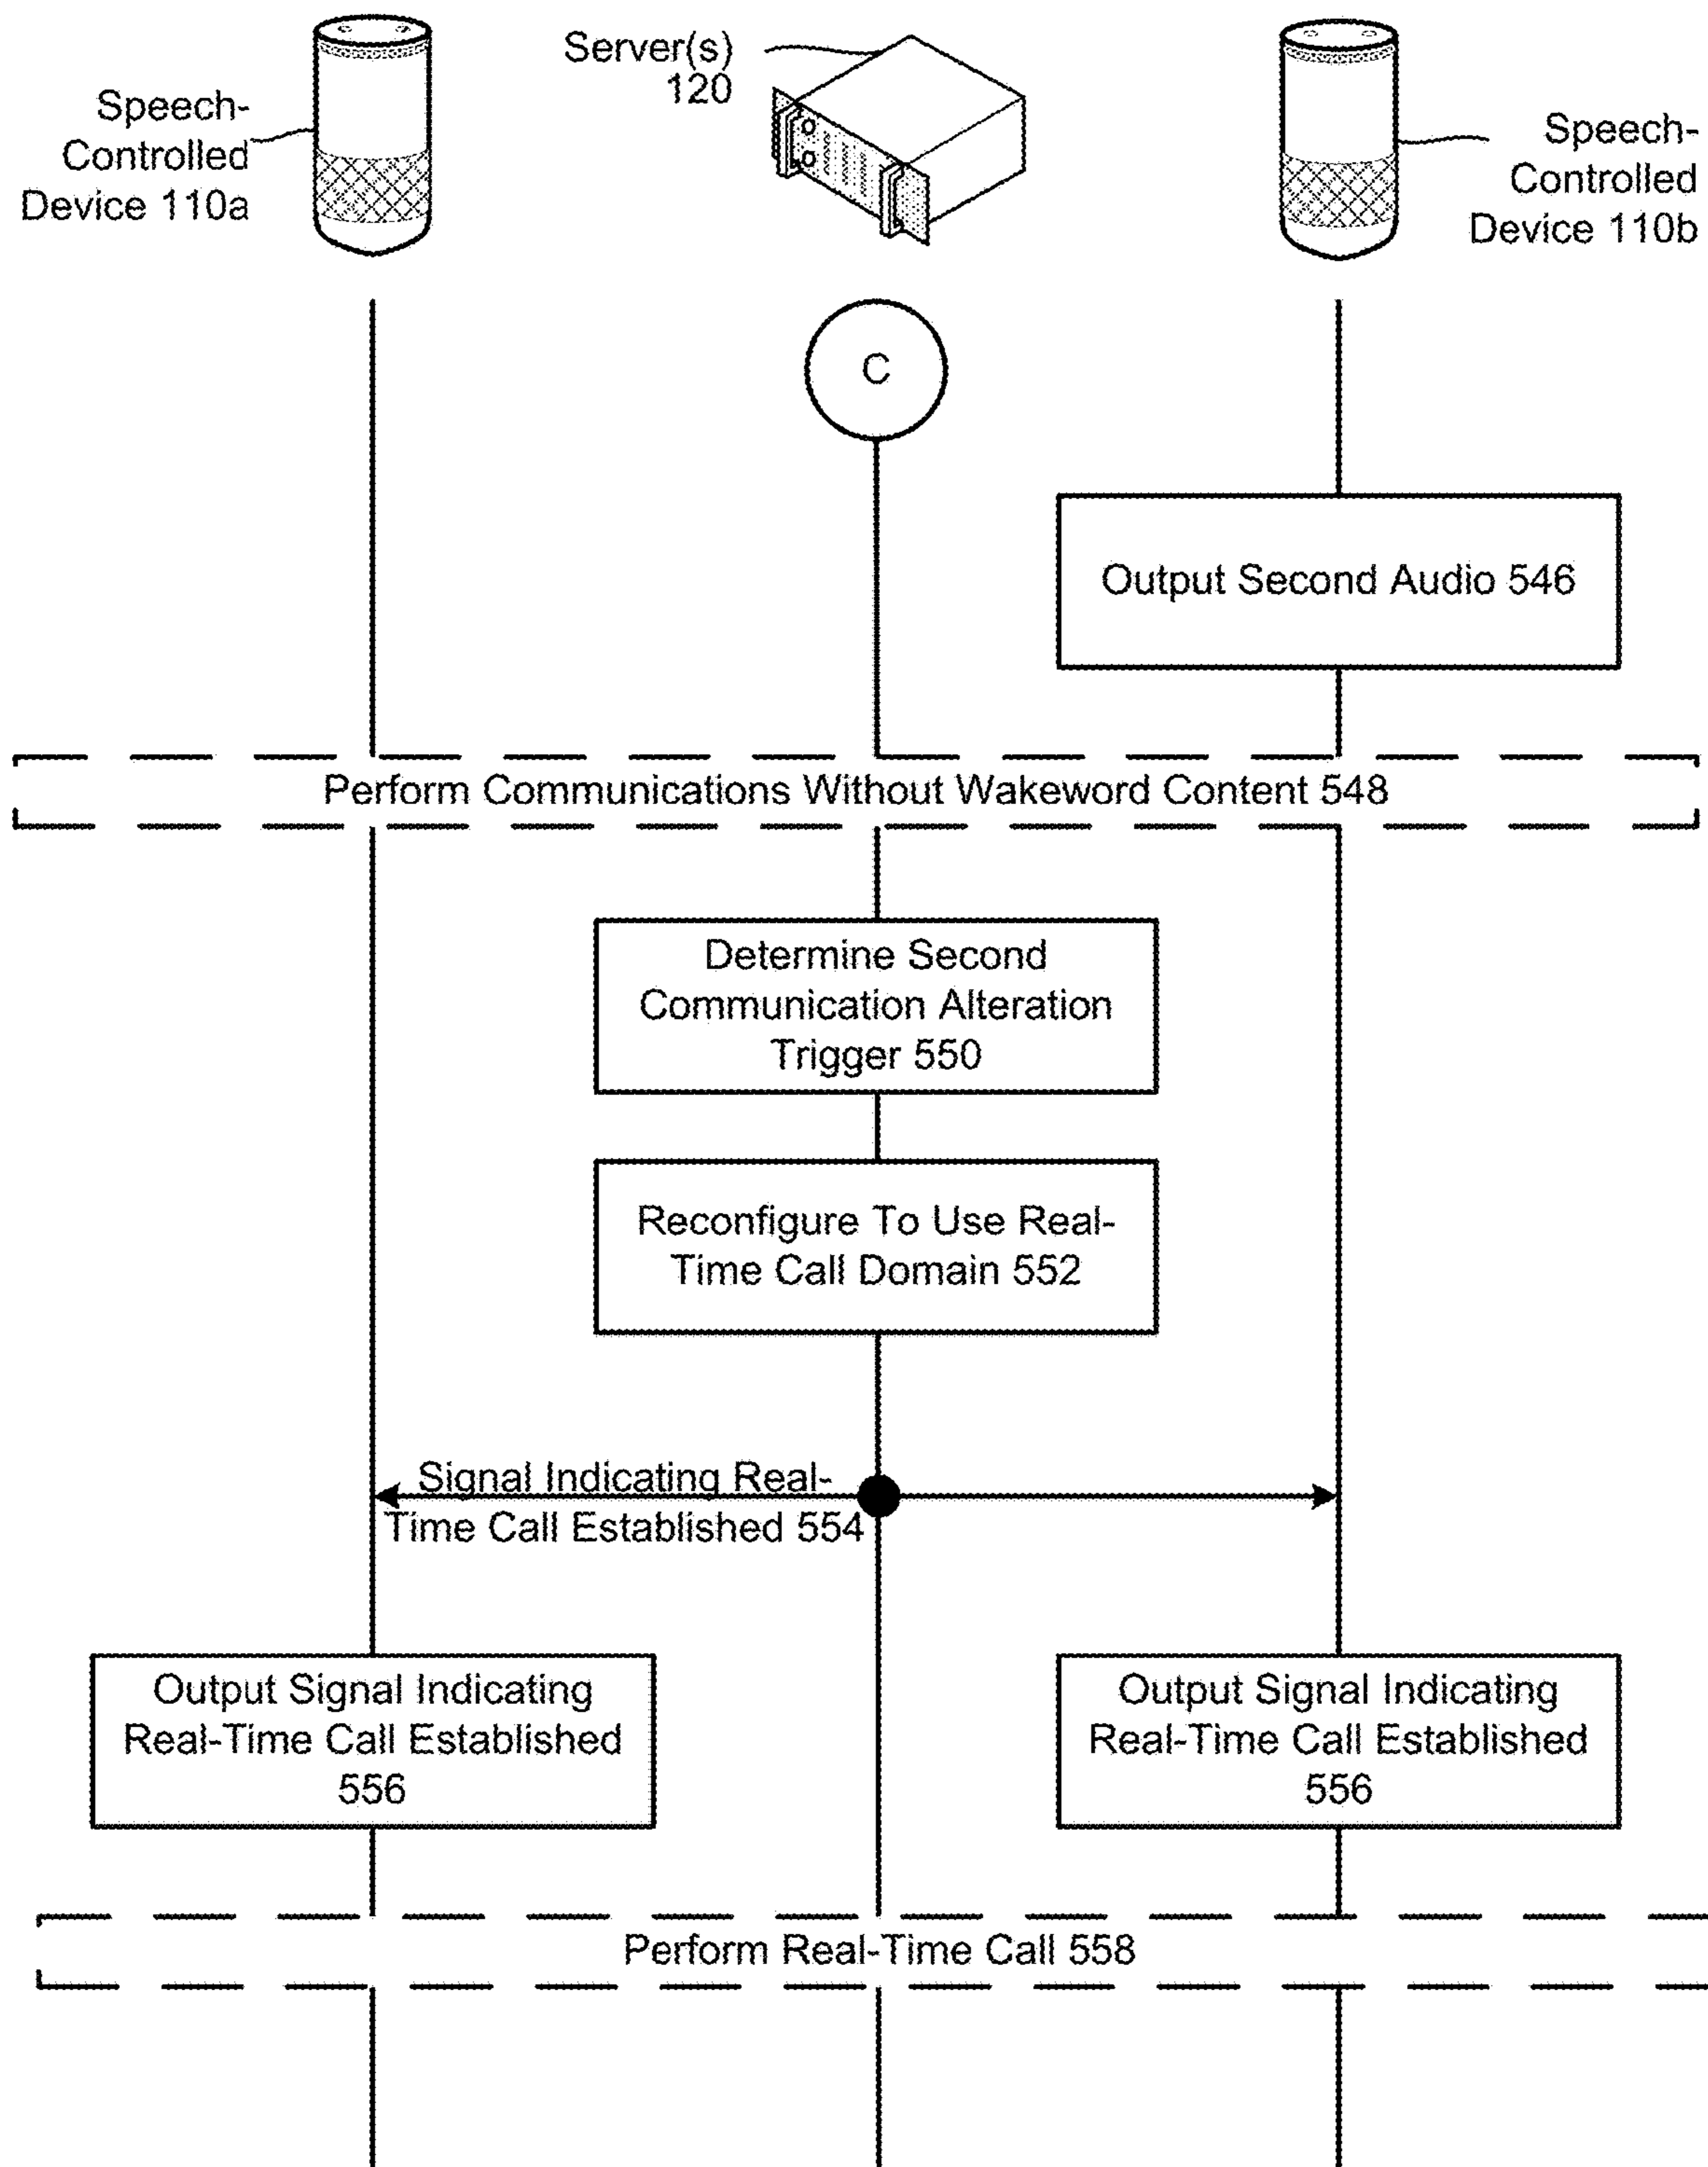 Speech-
Controlled
Device 110a
Server(s)
120
Speech-
Controlled
Device 110b
C
Output Second Audio 546
Perform Communications Without Wakeword Content 548
Determine Second
Communication Alteration
Trigger 550
Reconfigure To Use Real-
Time Call Domain 552
Signal Indicating Real-
Time Call Established 554
Output Signal Indicating
Real-Time Call Established
556
Output Signal Indicating
Real-Time Call Established
556
Perform Real-Time Call 558